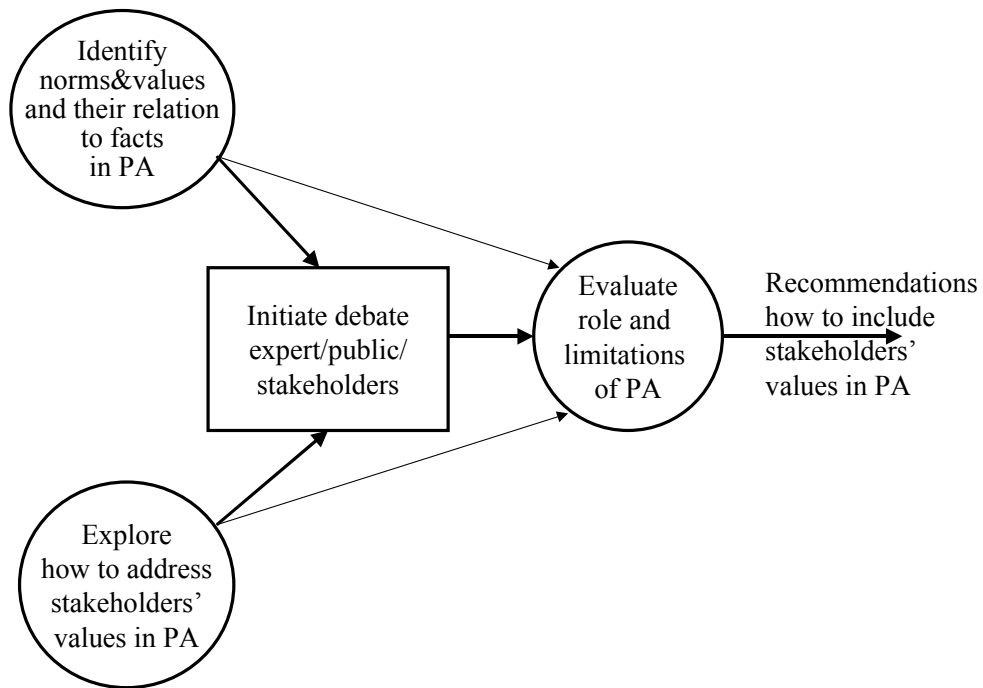 Identify
norms&values
and their relation
to facts
in PA
Initiate debate
expert/public/
stakeholders
Evaluate
role and
limitations
of PA
Recommendations
how to include
stakeholders’
values in PA
Explore
how to address
stakeholders’
values in PA